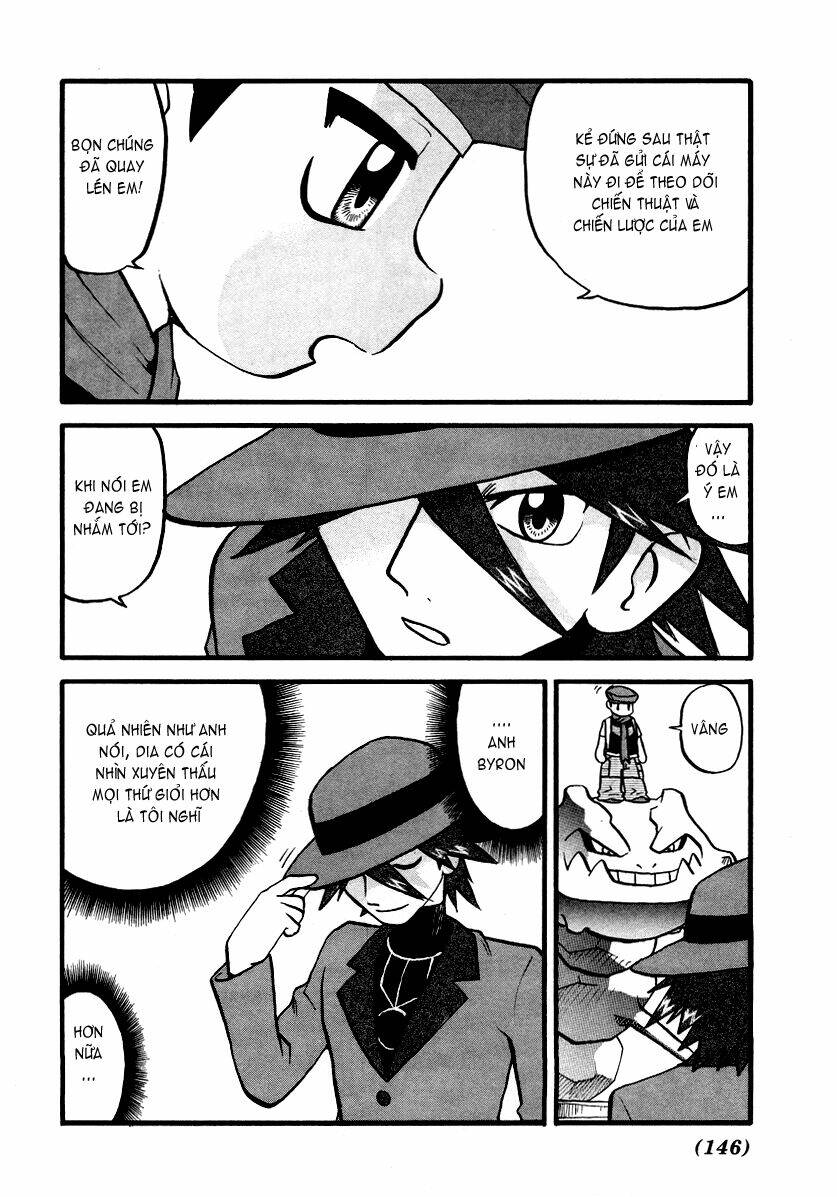 KẺ ĐỨNG SAU THẬT
SỰ ĐÃ GỬI CÁI MÁY
NÀY ĐI ĐỂ THEO DÕI
CHIẾN THUẬT VÀ
CHIẾN LƯỢC CỦA EM
BỌN CHÚNG
ĐÃ QUAY
LÉN EM!
VẬY
ĐÓ LÀ
Ý EM
...
KHI NÓI EM
ĐANG BỊ
NHẮM TỚI?
VÂNG
....
ANH
BYRON
QUẢ NHIÊN NHƯ ANH
NÓI, DIA CÓ CÁI
NHÌN XUYÊN THẤU
MỌI THỨ GIỎI HƠN
LÀ TÔI NGHĨ
HƠN
NỮA
...
(146)